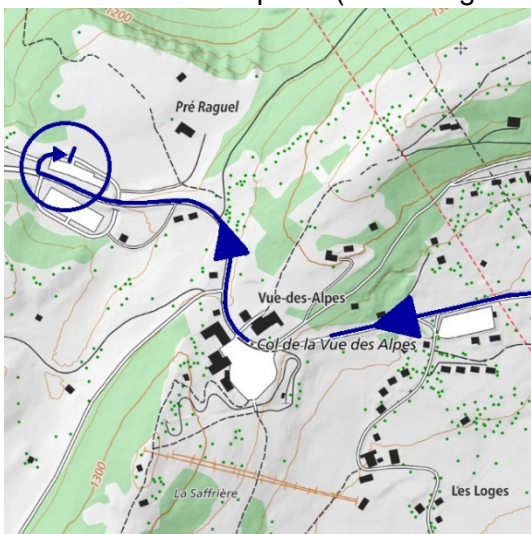 1200
Pré Raguel
Vue-des-Alpes
Col de la Vue des Alpes
1300
La Saffrière
Les Loges